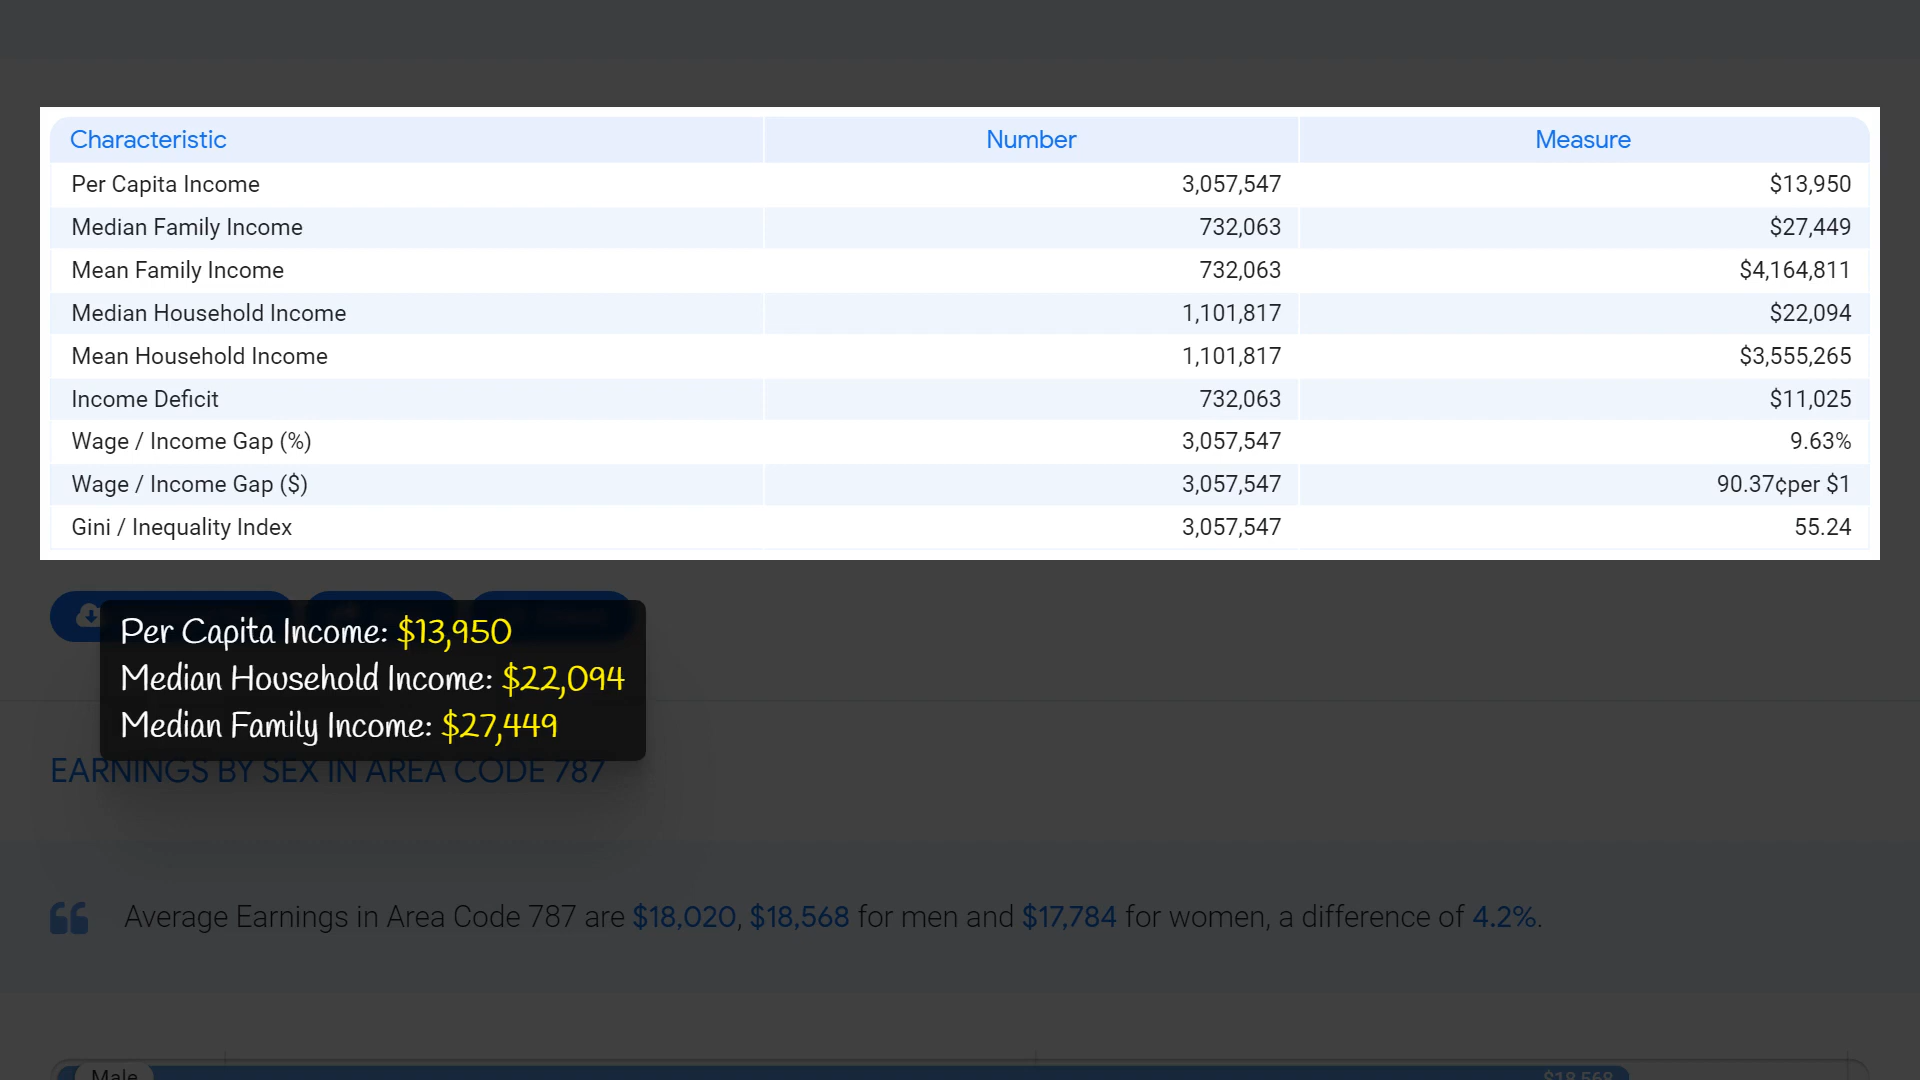 Characteristic Number Measure
Per Capita Income 3,057,547 $13,950
Median Family Income 732,063 $27,449
Mean Family Income 732,063 $4,164,811
Median Household Income 1,101,817 $22,094
Mean Household Income 1,101,817 $3,555,265
Income Deficit 732,063 $11,025
Wage / Income Gap (%) 3,057,547 9.63%
Wage / Income Gap ($) 3,057,547 90.37¢per $1
Gini / Inequality Index 3,057,547 55.24
Per Capita Income: $13,950
Median Household Income: $22,094
Median Family Income: $27,449
EARNINGS BY SEX IN AREA CODE 787
Average Earnings in Area Code 787 are $18,020, $18,568 for men and $17,784 for women, a difference of 4.2%.
Male $18,568